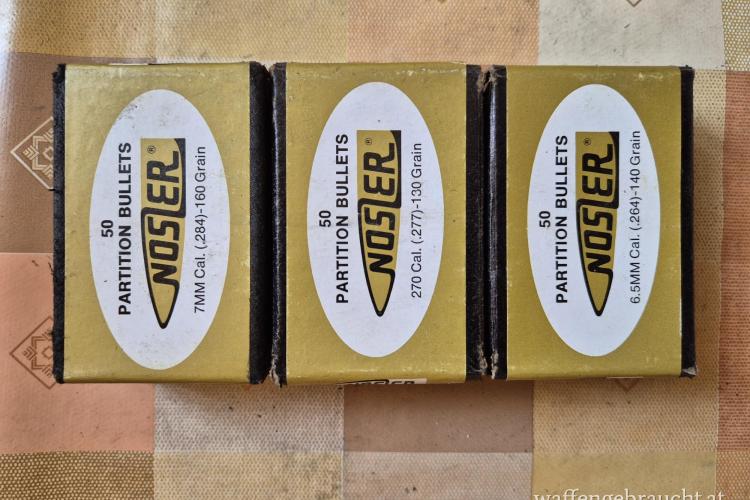 50
PARTITION BULLETS
NOSLER®
7MM Cal. (.284)-160 Grain
50
PARTITION BULLETS
NOSLER®
270 Cal. (.277)-130 Grain
50
PARTITION BULLETS
NOSLER®
6.5MM Cal. (.264)-140 Grain
NOSLER
waffengebraucht.at